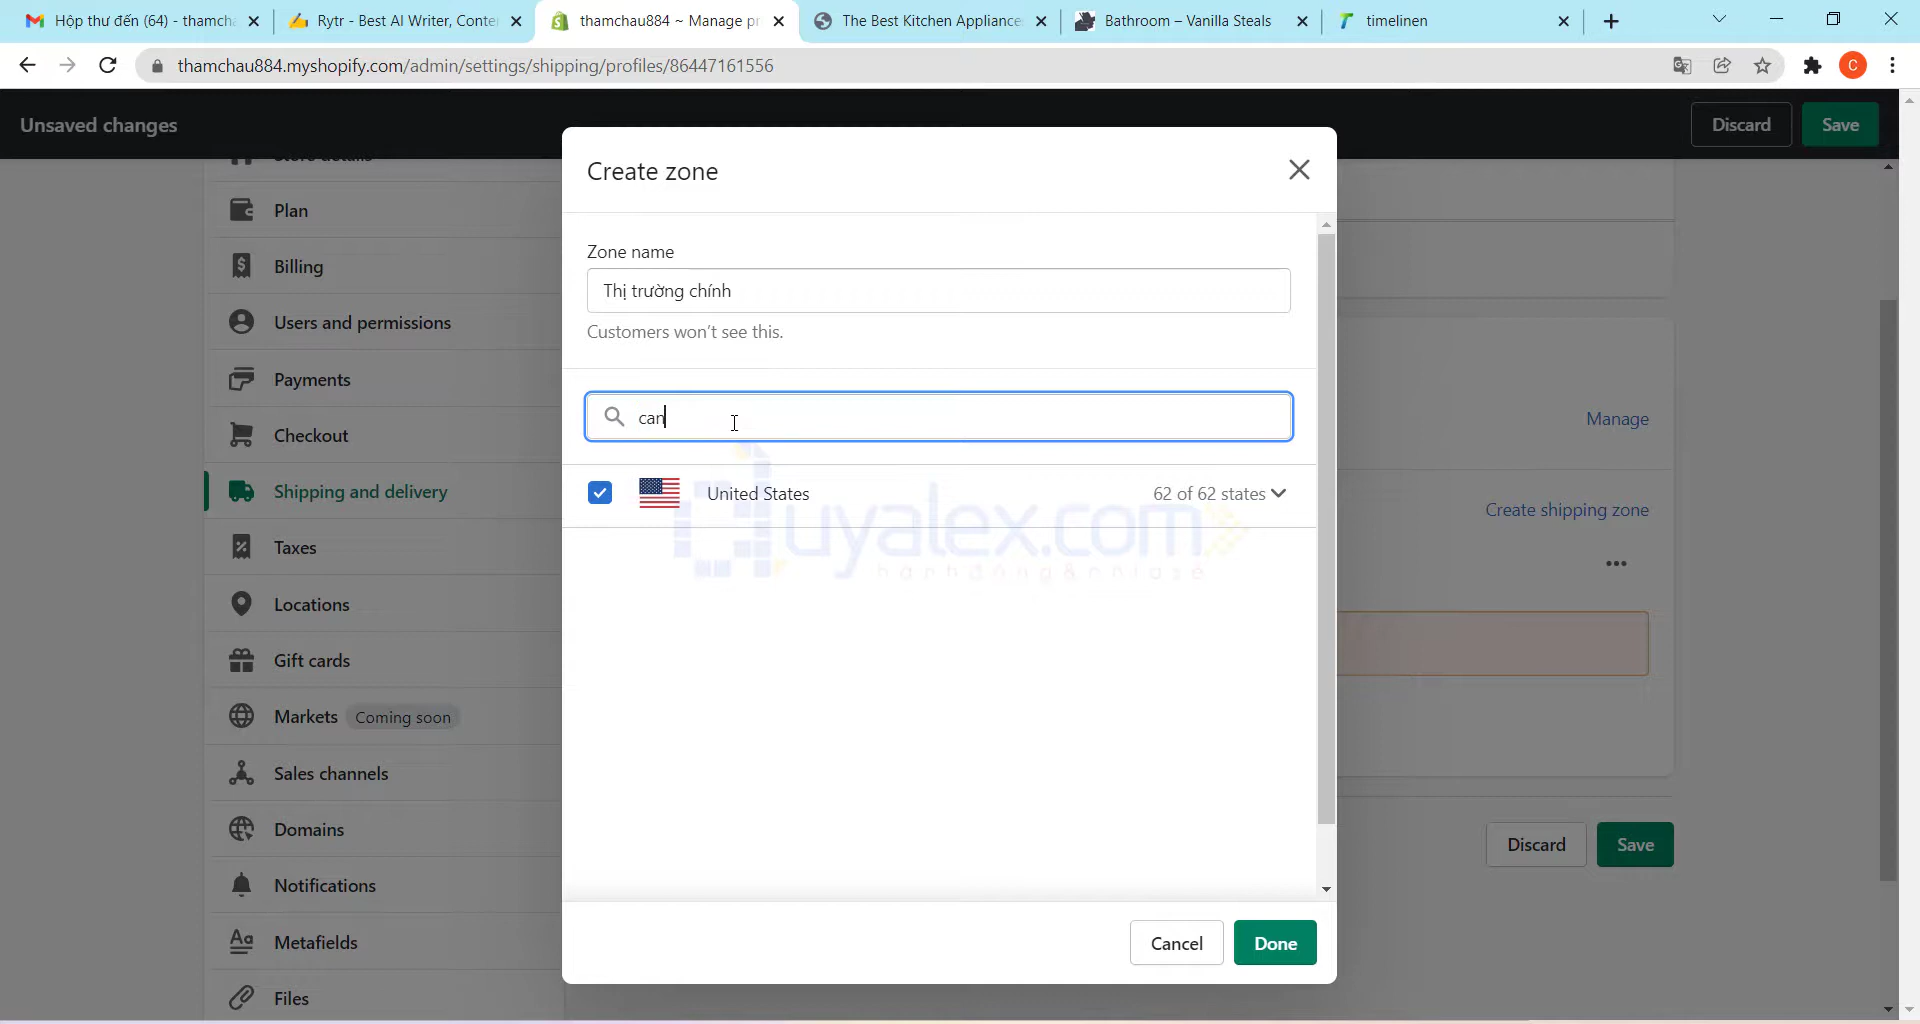 Hộp thư đến (64) - thamcha
Rytr - Best AI Writer, Conte
thamchau884 ~ Manage pr
The Best Kitchen Appliance
Bathroom – Vanilla Steals
timelinen
thamchau884.myshopify.com/admin/settings/shipping/profiles/86447161556
C
Unsaved changes
Discard
Save
Store details
Plan
Billing
Users and permissions
Payments
Checkout
Shipping and delivery
Taxes
Locations
Gift cards
Markets Coming soon
Sales channels
Domains
Notifications
Metafields
Files
Create zone
Zone name
Thị trường chính
Customers won't see this.
can
United States
62 of 62 states
uyalex.com
Cancel
Done
Manage
Create shipping zone
Discard
Save